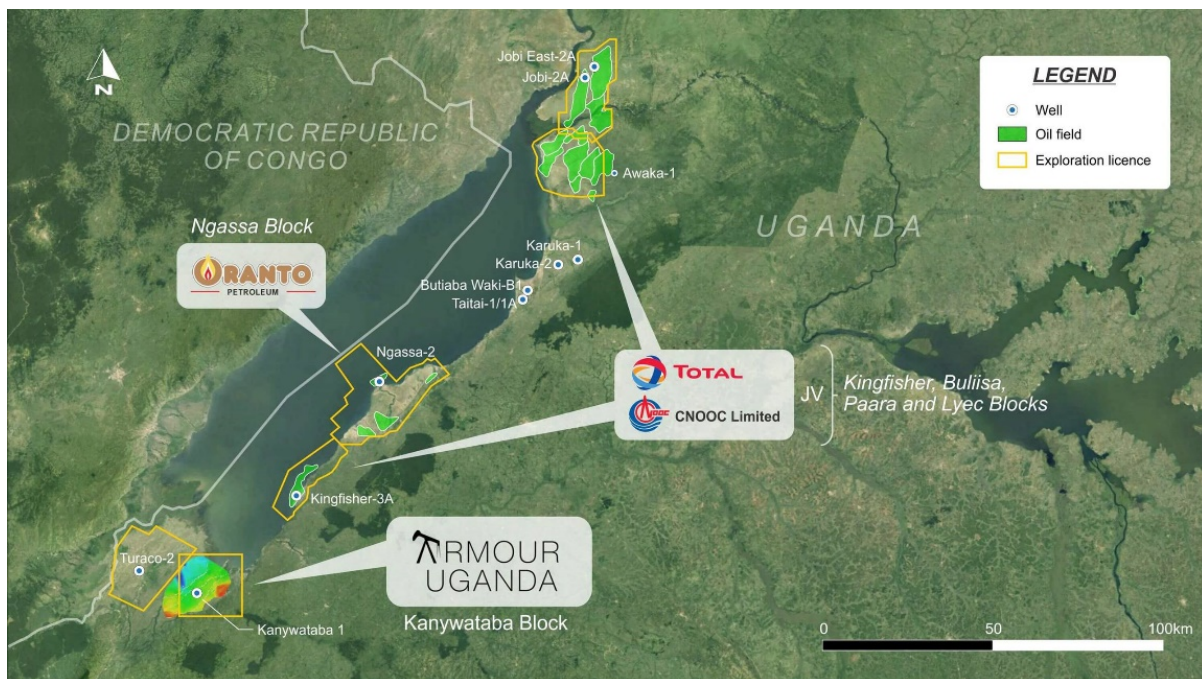 N
DEMOCRATIC REPUBLIC
OF CONGO
Jobi East-2A
Jobi-2A
LEGEND
Well
Oil field
Exploration licence
Awaka-1
UGANDA
Ngassa Block
ORANTO
PETROLEUM
Karuka-1
Karuka-2
Butiaba Waki-B1
Taitai-1/1A
Ngassa-2
TOTAL
CNOOC
CNOOC Limited
JV
Kingfisher, Buliisa,
Paara and Lyec Blocks
Kingfisher-3A
Turaco-2
ARMOUR
UGANDA
Kanywataba 1
Kanywataba Block
0
50
100km